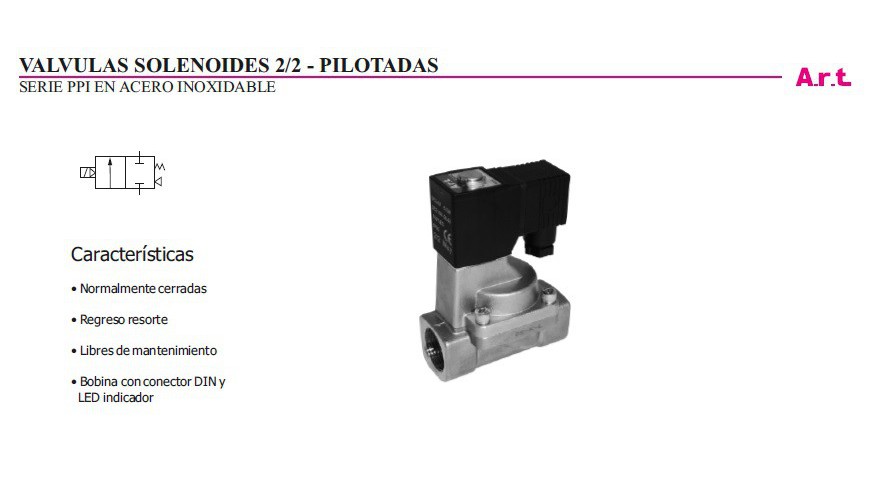 VALVULAS SOLENOIDES 2/2 - PILOTADAS
SERIE PPI EN ACERO INOXIDABLE
A.r.t.
Características
• Normalmente cerradas
• Regreso resorte
• Libres de mantenimiento
• Bobina con conector DIN y
LED indicador
CE